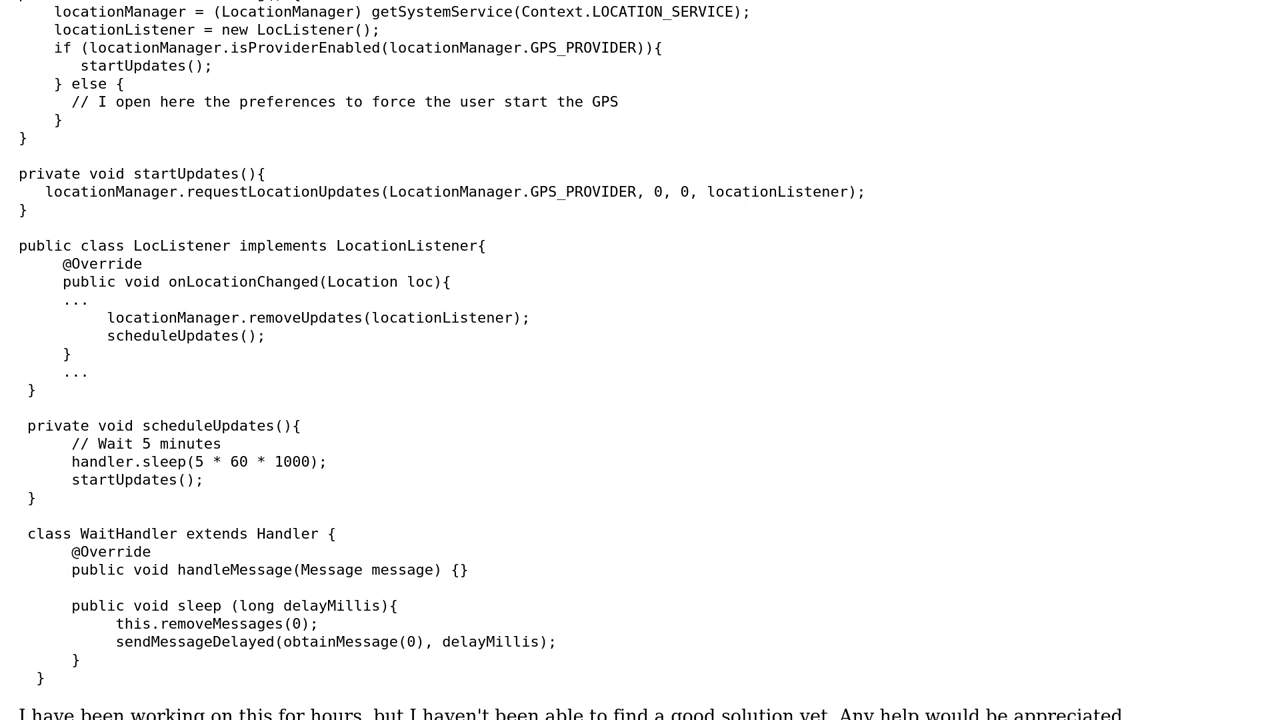 locationManager = (LocationManager) getSystemService(Context.LOCATION_SERVICE);
locationListener = new LocListener();
if (locationManager.isProviderEnabled(locationManager.GPS_PROVIDER)){
startUpdates();
} else {
// I open here the preferences to force the user start the GPS
}
}
private void startUpdates(){
locationManager.requestLocationUpdates(LocationManager.GPS_PROVIDER, 0, 0, locationListener);
}
public class LocListener implements LocationListener{
@Override
public void onLocationChanged(Location loc){
...
locationManager.removeUpdates(locationListener);
scheduleUpdates();
}
...
}
private void scheduleUpdates(){
// Wait 5 minutes
handler.sleep(5 * 60 * 1000);
startUpdates();
}
class WaitHandler extends Handler {
@Override
public void handleMessage(Message message) {}
public void sleep (long delayMillis){
this.removeMessages(0);
sendMessageDelayed(obtainMessage(0), delayMillis);
}
}
I have been working on this for hours, but I haven't been able to find a good solution yet. Any help would be appreciated